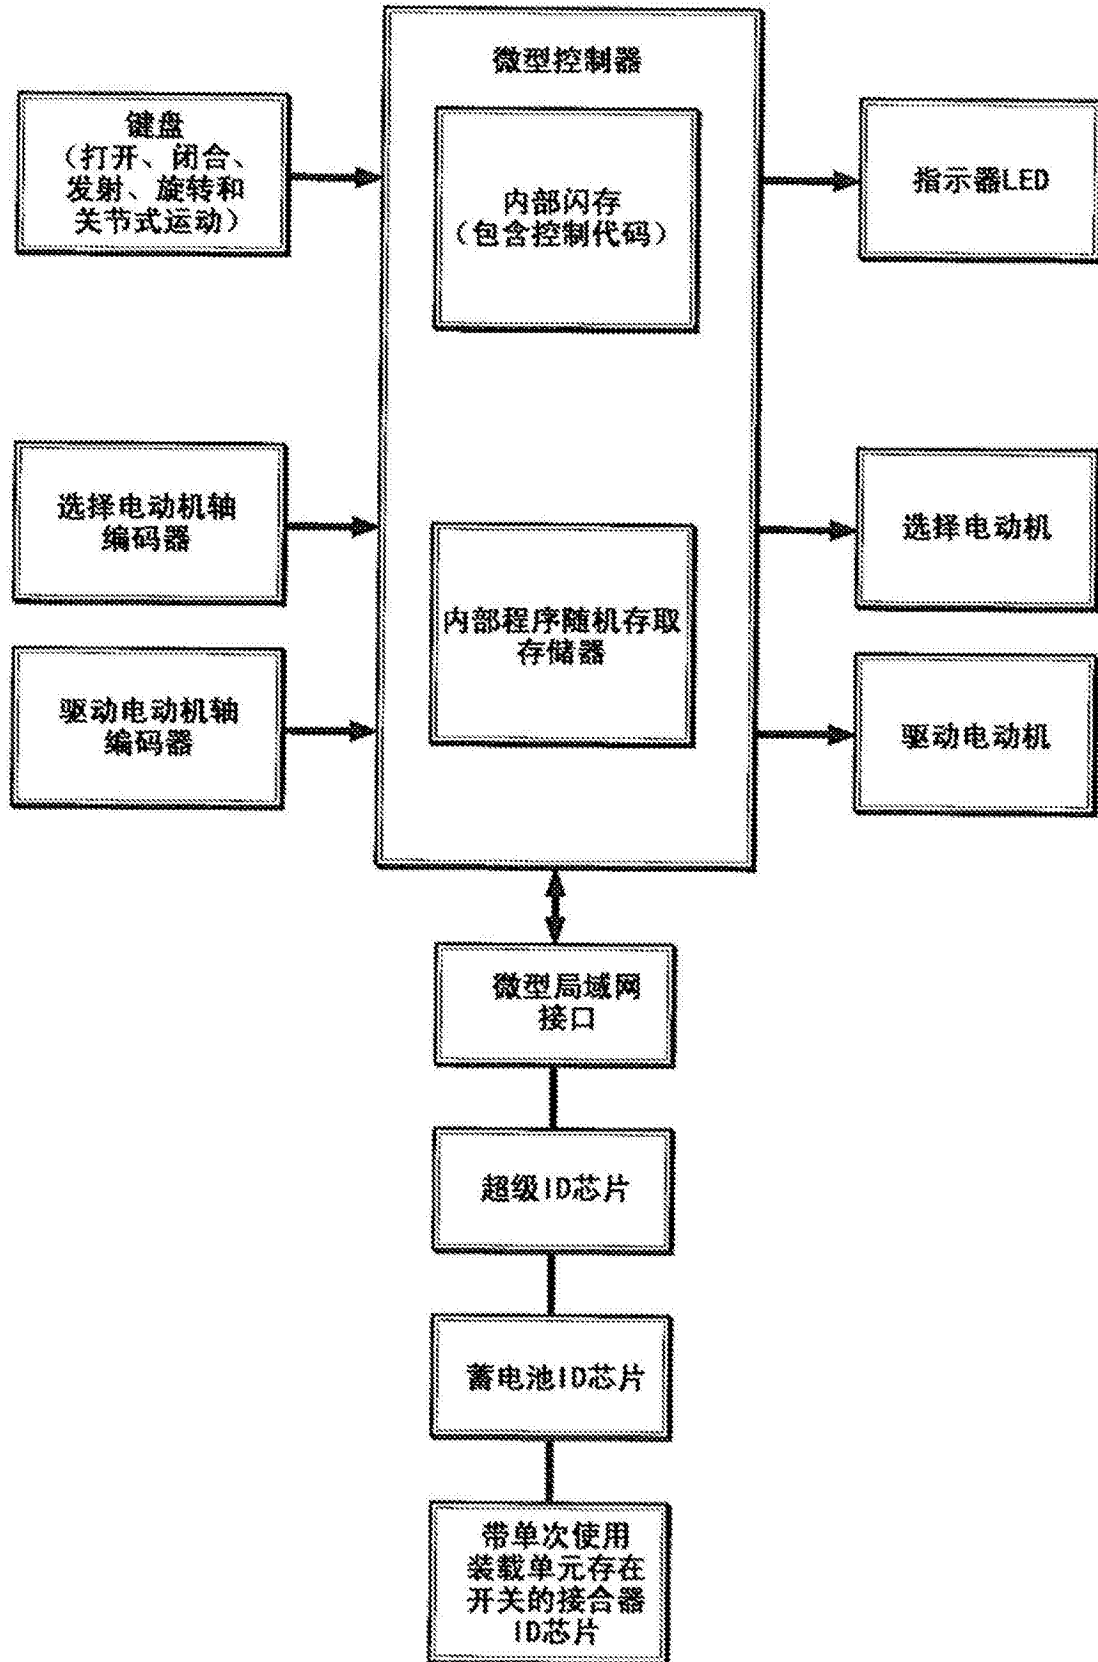 微型控制器
键盘
（打开、闭合、
发射、旋转和
关节式运动）
内部闪存
（包含控制代码）
指示器LED
选择电动机轴
编码器
选择电动机
内部程序随机存取
存储器
驱动电动机轴
编码器
驱动电动机
微型局域网
接口
超级ID芯片
蓄电池ID芯片
带单次使用
装载单元存在
开关的接合器
ID芯片